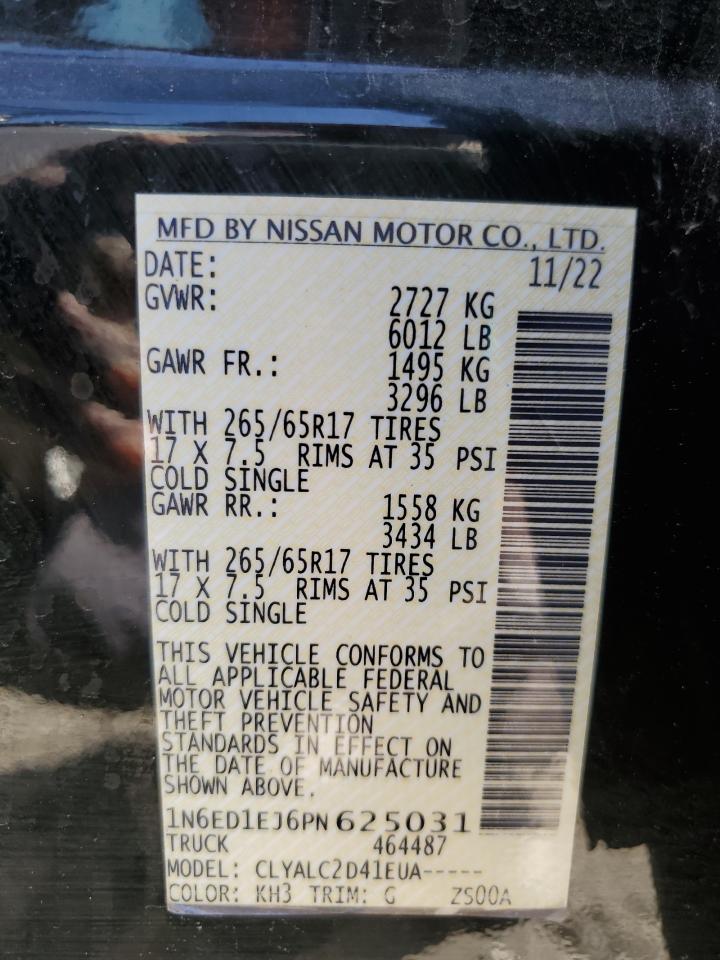 MFD BY NISSAN MOTOR CO., LTD.
DATE: 11/22
GVWR: 2727 KG
6012 LB
GAWR FR.: 1495 KG
3296 LB
WITH 265/65R17 TIRES
17 X 7.5 RIMS AT 35 PSI
COLD SINGLE
GAWR RR.: 1558 KG
3434 LB
WITH 265/65R17 TIRES
17 X 7.5 RIMS AT 35 PSI
COLD SINGLE
THIS VEHICLE CONFORMS TO
ALL APPLICABLE FEDERAL
MOTOR VEHICLE SAFETY AND
THEFT PREVENTION
STANDARDS IN EFFECT ON
THE DATE OF MANUFACTURE
SHOWN ABOVE.
1N6ED1EJ6PN625031
TRUCK 464487
MODEL: CLYALC2D41EUA-----
COLOR: KH3 TRIM: G ZS00A